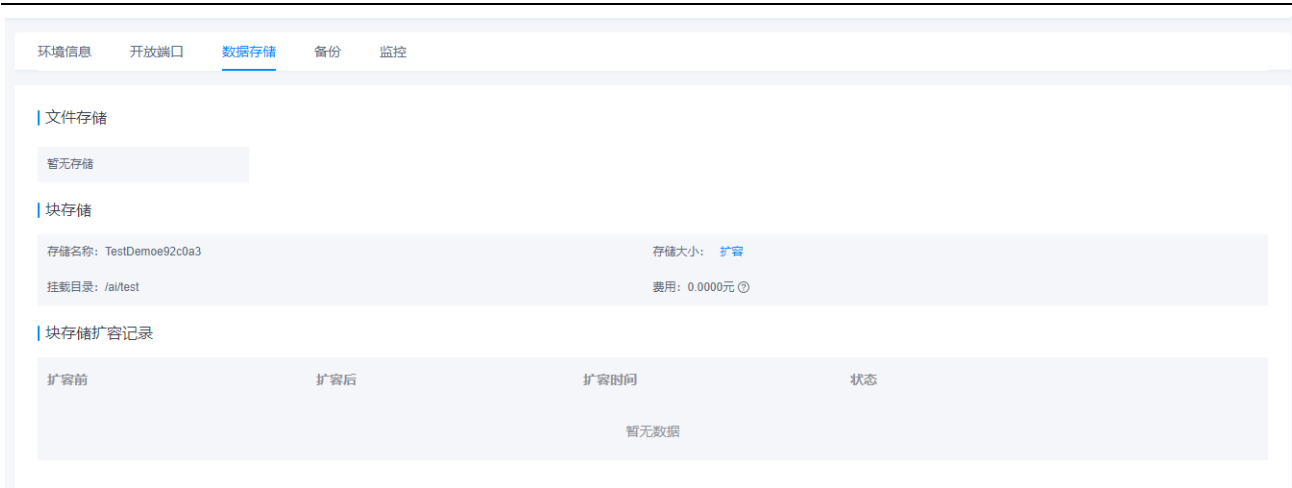 环境信息 开放端口 数据存储 备份 监控
文件存储
暂无存储
块存储
存储名称：TestDemoe92c0a3 存储大小： 扩容
挂载目录：/ai/test 费用：0.0000元 ?
块存储扩容记录
扩容前 扩容后 扩容时间 状态
暂无数据